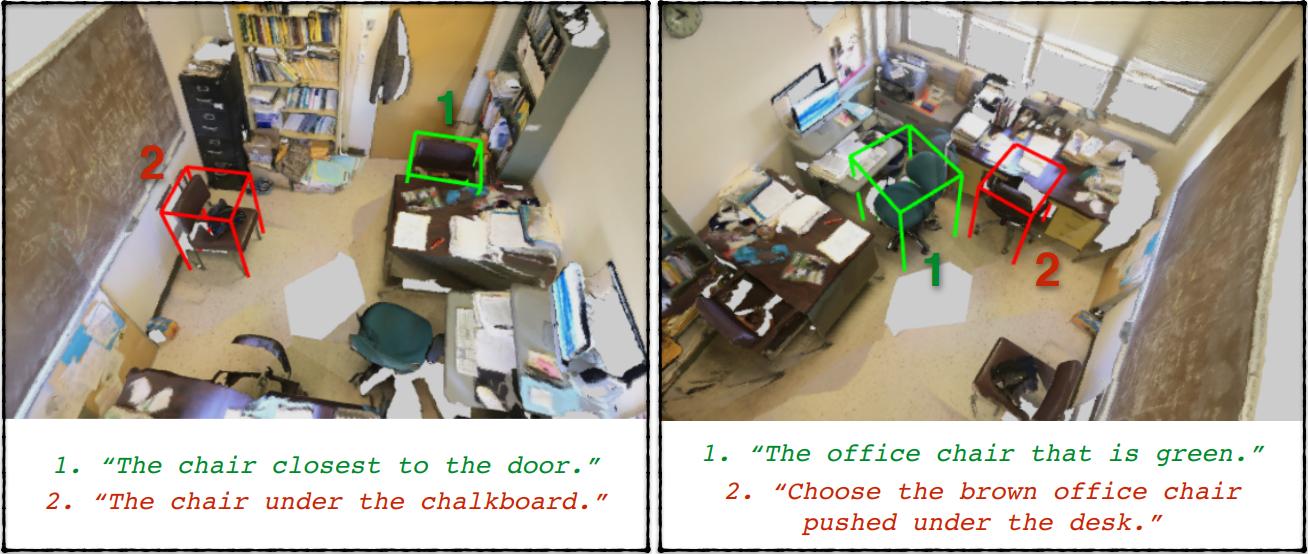 1
2
1. “The chair closest to the door.”
2. “The chair under the chalkboard.”
1
2
1. “The office chair that is green.”
2. “Choose the brown office chair
pushed under the desk.”